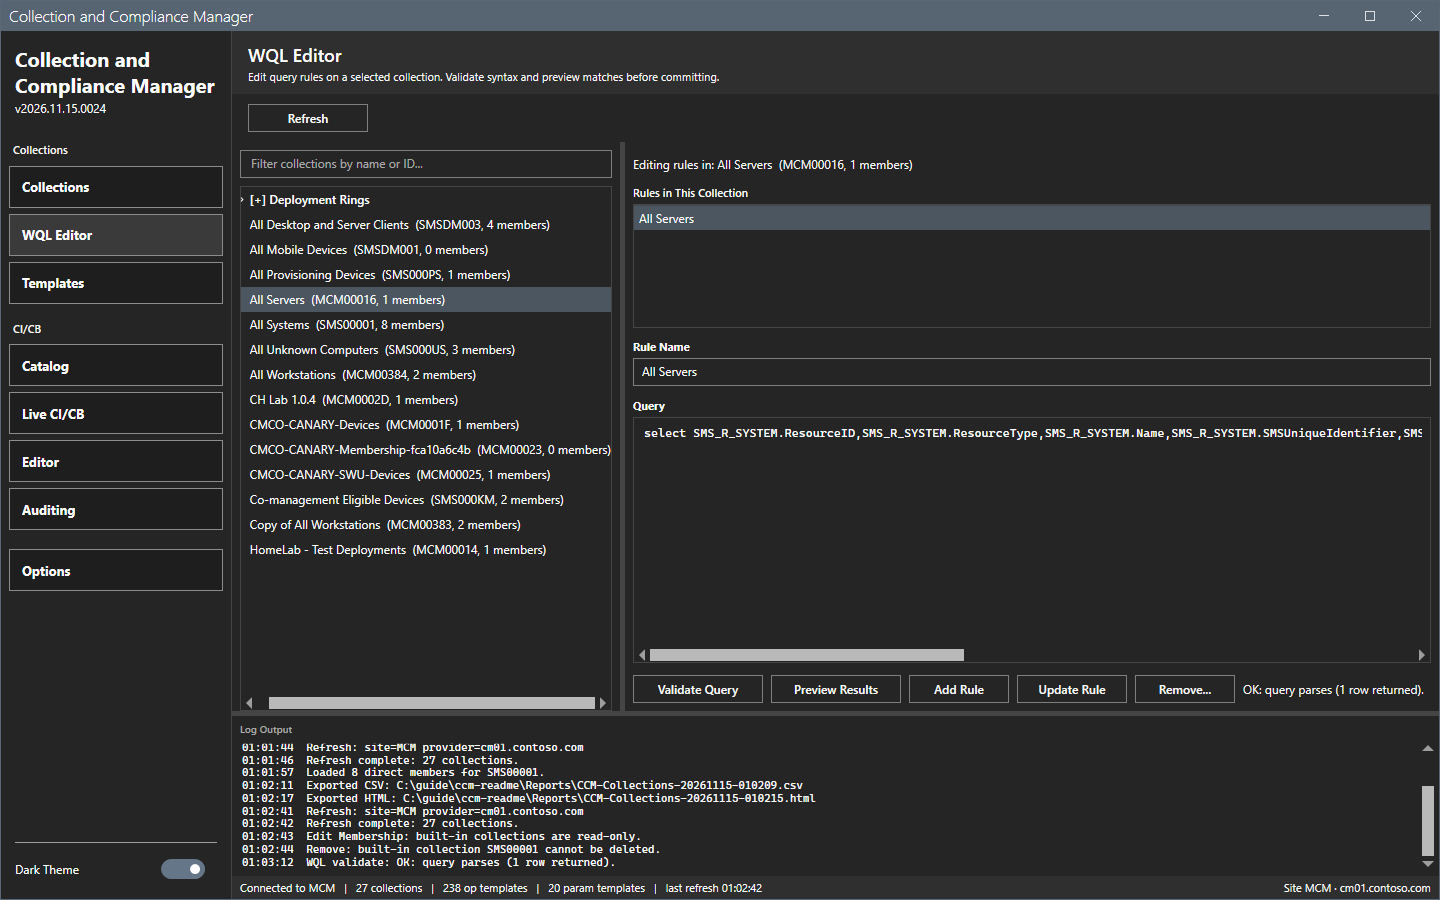 Collection and Compliance Manager
Collection and
Compliance Manager
v2026.11.15.0024
Collections
Collections
WQL Editor
Templates
CI/CB
Catalog
Live CI/CB
Editor
Auditing
Options
Dark Theme
WQL Editor
Edit query rules on a selected collection. Validate syntax and preview matches before committing.
Refresh
Filter collections by name or ID...
[+] Deployment Rings
All Desktop and Server Clients (SMSDM003, 4 members)
All Mobile Devices (SMSDM001, 0 members)
All Provisioning Devices (SMS000PS, 1 members)
All Servers (MCM00016, 1 members)
All Systems (SMS00001, 8 members)
All Unknown Computers (SMS000US, 3 members)
All Workstations (MCM00384, 2 members)
CH Lab 1.0.4 (MCM0002D, 1 members)
CMCO-CANARY-Devices (MCM0001F, 1 members)
CMCO-CANARY-Membership-fca10a6c4b (MCM00023, 0 members)
CMCO-CANARY-SWU-Devices (MCM00025, 1 members)
Co-management Eligible Devices (SMS000KM, 2 members)
Copy of All Workstations (MCM00383, 2 members)
HomeLab - Test Deployments (MCM00014, 1 members)
Editing rules in: All Servers (MCM00016, 1 members)
Rules in This Collection
All Servers
Rule Name
All Servers
Query
select SMS_R_SYSTEM.ResourceID,SMS_R_SYSTEM.ResourceType,SMS_R_SYSTEM.Name,SMS_R_SYSTEM.SMSUniqueIdentifier,SMS
Validate Query
Preview Results
Add Rule
Update Rule
Remove...
OK: query parses (1 row returned).
Log Output
01:01:44 Refresh: site=MCM provider=cm01.contoso.com
01:01:46 Refresh complete: 27 collections.
01:01:57 Loaded 8 direct members for SMS00001.
01:02:11 Exported CSV: C:\guide\ccm-readme\Reports\CCM-Collections-20261115-010209.csv
01:02:17 Exported HTML: C:\guide\ccm-readme\Reports\CCM-Collections-20261115-010215.html
01:02:41 Refresh: site=MCM provider=cm01.contoso.com
01:02:42 Refresh complete: 27 collections.
01:02:43 Edit Membership: built-in collections are read-only.
01:02:44 Remove: built-in collection SMS00001 cannot be deleted.
01:03:12 WQL validate: OK: query parses (1 row returned).
Connected to MCM | 27 collections | 238 op templates | 20 param templates | last refresh 01:02:42
Site MCM · cm01.contoso.com